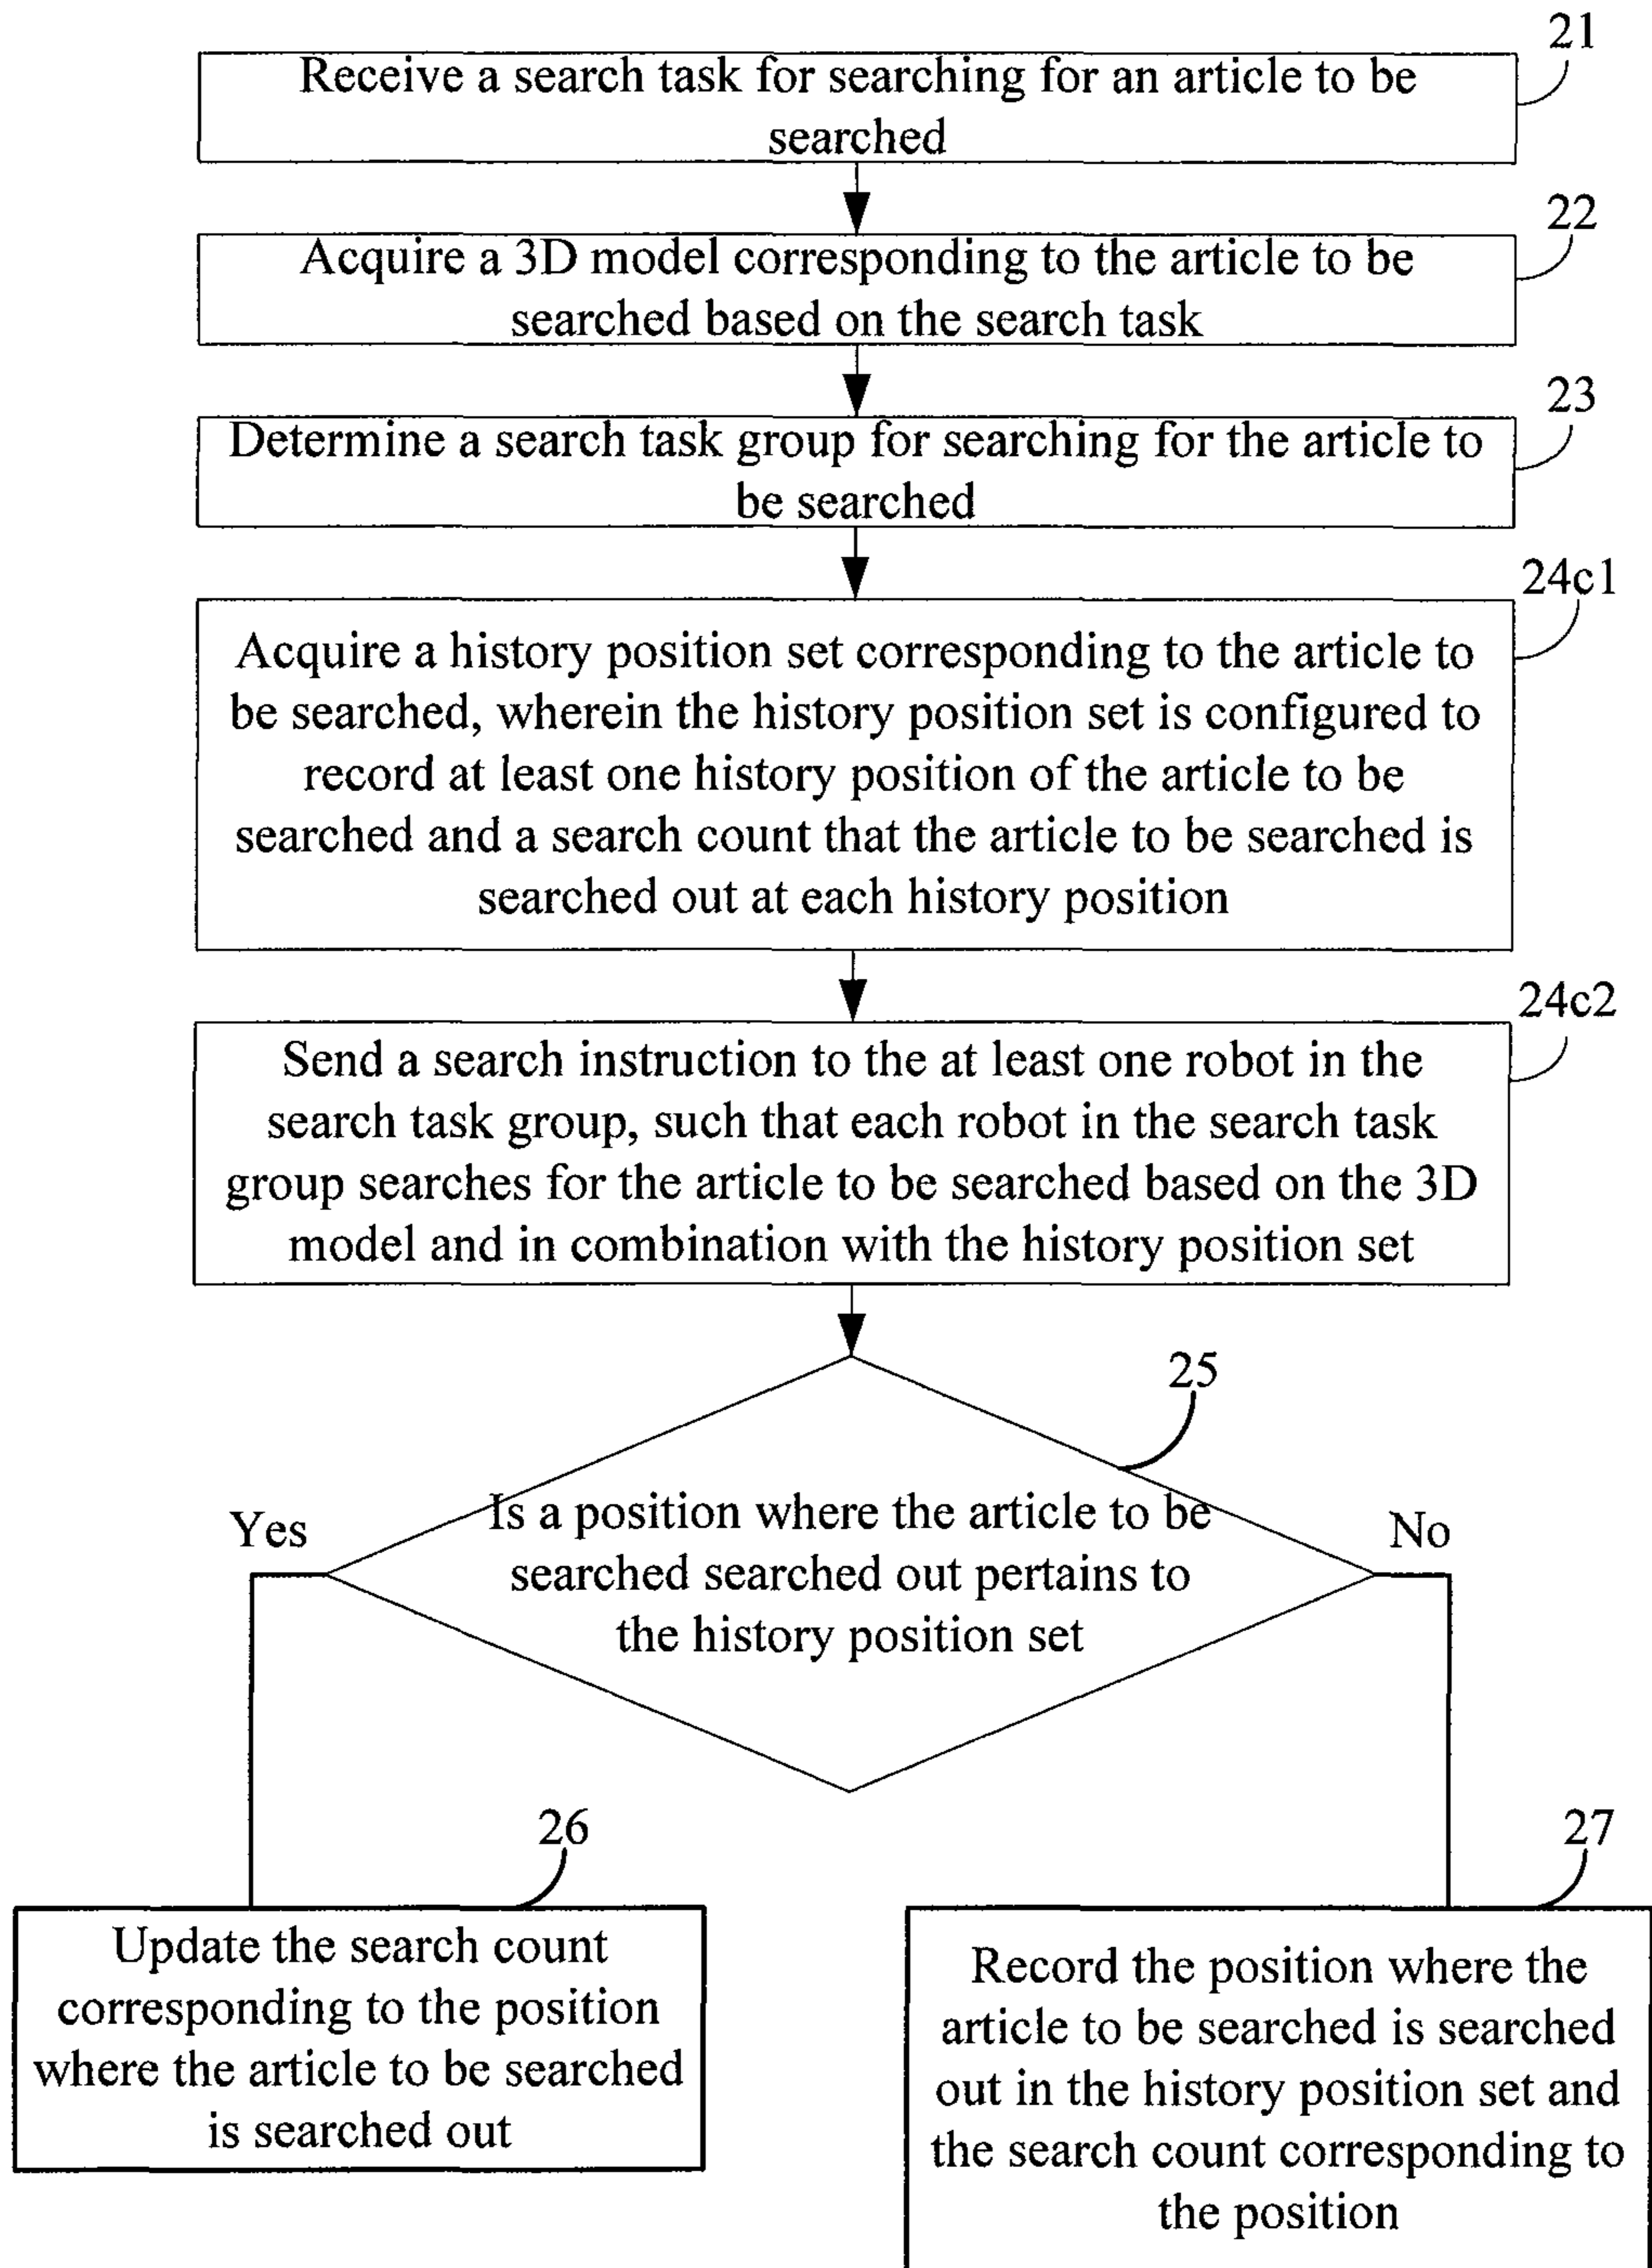 21
Receive a search task for searching for an article to be
searched
22
Acquire a 3D model corresponding to the article to be
searched based on the search task
23
Determine a search task group for searching for the article to
be searched
24c1
Acquire a history position set corresponding to the article to
be searched, wherein the history position set is configured to
record at least one history position of the article to be
searched and a search count that the article to be searched is
searched out at each history position
24c2
Send a search instruction to the at least one robot in the
search task group, such that each robot in the search task
group searches for the article to be searched based on the 3D
model and in combination with the history position set
25
Is a position where the article to be
searched searched out pertains to
the history position set
Yes
No
26
Update the search count
corresponding to the position
where the article to be searched
is searched out
27
Record the position where the
article to be searched is searched
out in the history position set and
the search count corresponding to
the position